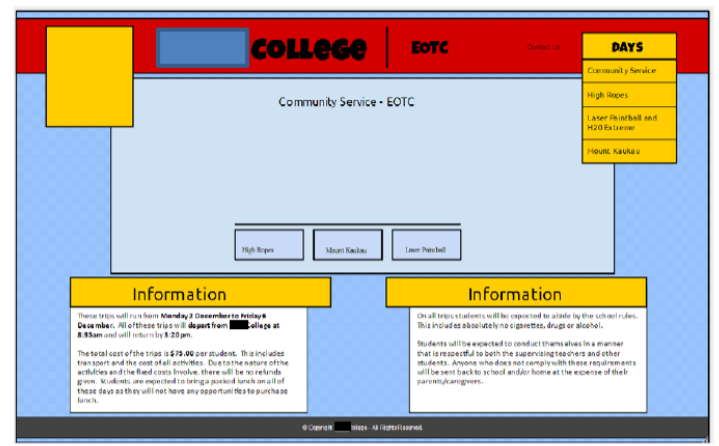 COLLEGE
EOTC
Contact Us
DAYS
Community Service
High Ropes
Laser Paintball and
H20 Extreme
Mount Kaukau
Community Service - EOTC
High Ropes
Mount Kaukau
Laser Paintball
Information
These trips will run from Monday 2 December to Friday 6
December. All of these trips will depart from ollege at
8:55am and will return by 5:20pm.
The total cost of the trips is $75.00 per student. This includes
transport and the cost of all activities. Due to the nature of the
activities and the fixed costs involve, there will be no refunds
given. Students are expected to bring a packed lunch on all of
these days as they will not have any opportunities to purchase
lunch.
Information
On all trips students will be expected to abide by the school rules.
This includes absolutely no cigarettes, drugs or alcohol.
Students will be expected to conduct themselves in a manner
that is respectful to both the supervising teachers and other
students. Anyone who does not comply with these requirements
will be sent back to school and/or home at the expense of their
parents/caregivers.
© Copyright ollege - All Rights Reserved.